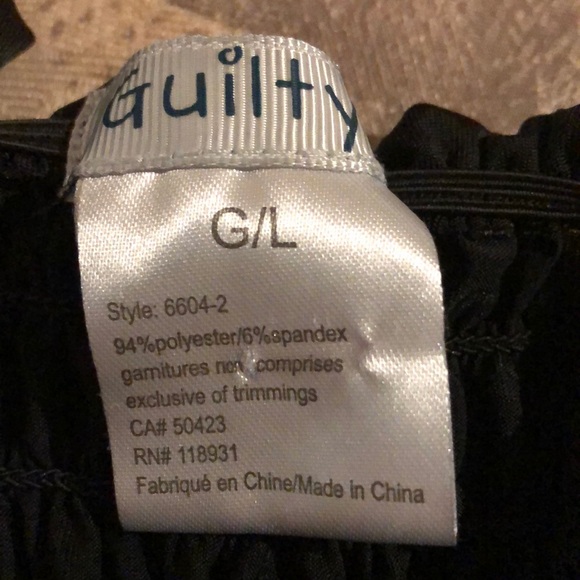 Guilty
G/L
Style: 6604-2
94%polyester/6%spandex
garnitures non comprises
exclusive of trimmings
CA# 50423
RN# 118931
Fabriqué en Chine/Made in China